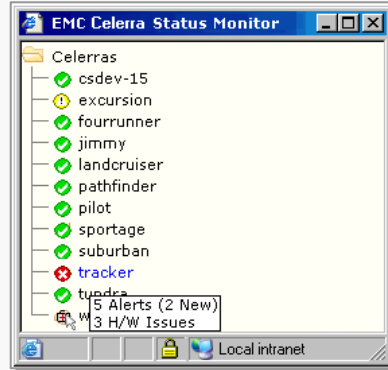 EMC Celerra Status Monitor
Celerras
csdev-15
excursion
fourrunner
jimmy
landcruiser
pathfinder
pilot
sportage
suburban
tracker
tundra
5 Alerts (2 New)
3 H/W Issues
Local intranet